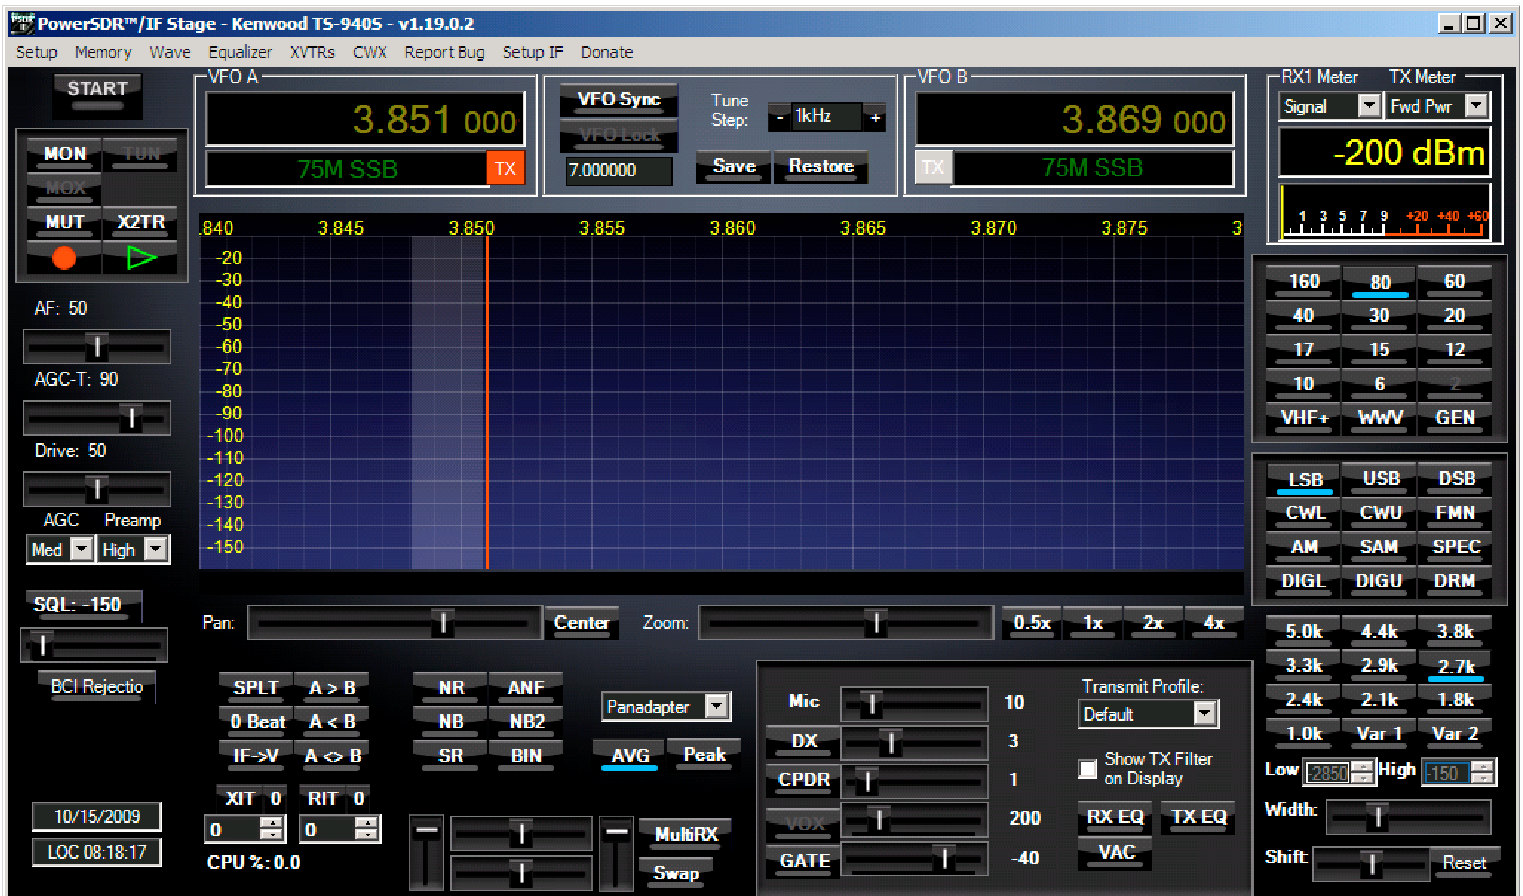 PowerSDR™/IF Stage - Kenwood TS-940S - v1.19.0.2
Setup Memory Wave Equalizer XVTRs CWX Report Bug Setup IF Donate
START
MON TUN
MOX
MUT X2TR
AF: 50
AGC-T: 90
Drive: 50
AGC Preamp
Med High
SQL: -150
BCI Rejectio
10/15/2009
LOC 08:18:17
VFO A
3.851 000
75M SSB TX
VFO Sync
VFO Lock
7.000000
Tune
Step:
- 1kHz +
Save Restore
VFO B
3.869 000
TX 75M SSB
RX1 Meter TX Meter
Signal Fwd Pwr
-200 dBm
1 3 5 7 9 +20 +40 +60
.840 3.845 3.850 3.855 3.860 3.865 3.870 3.875 3
-20
-30
-40
-50
-60
-70
-80
-90
-100
-110
-120
-130
-140
-150
Pan: Center Zoom: 0.5x 1x 2x 4x
160 80 60
40 30 20
17 15 12
10 6 2
VHF+ WWV GEN
LSB USB DSB
CWL CWU FMN
AM SAM SPEC
DIGL DIGU DRM
5.0k 4.4k 3.8k
3.3k 2.9k 2.7k
2.4k 2.1k 1.8k
1.0k Var 1 Var 2
Low -2850 High -150
Width:
Shift: Reset
SPLT A > B
0 Beat A < B
IF->V A <> B
XIT 0 RIT 0
0 0
CPU %: 0.0
NR ANF
NB NB2
SR BIN
Panadapter
AVG Peak
MultiRX
Swap
Mic 10
DX 3
CPDR 1
VOX 200
GATE -40
Transmit Profile:
Default
Show TX Filter
on Display
RX EQ TX EQ
VAC